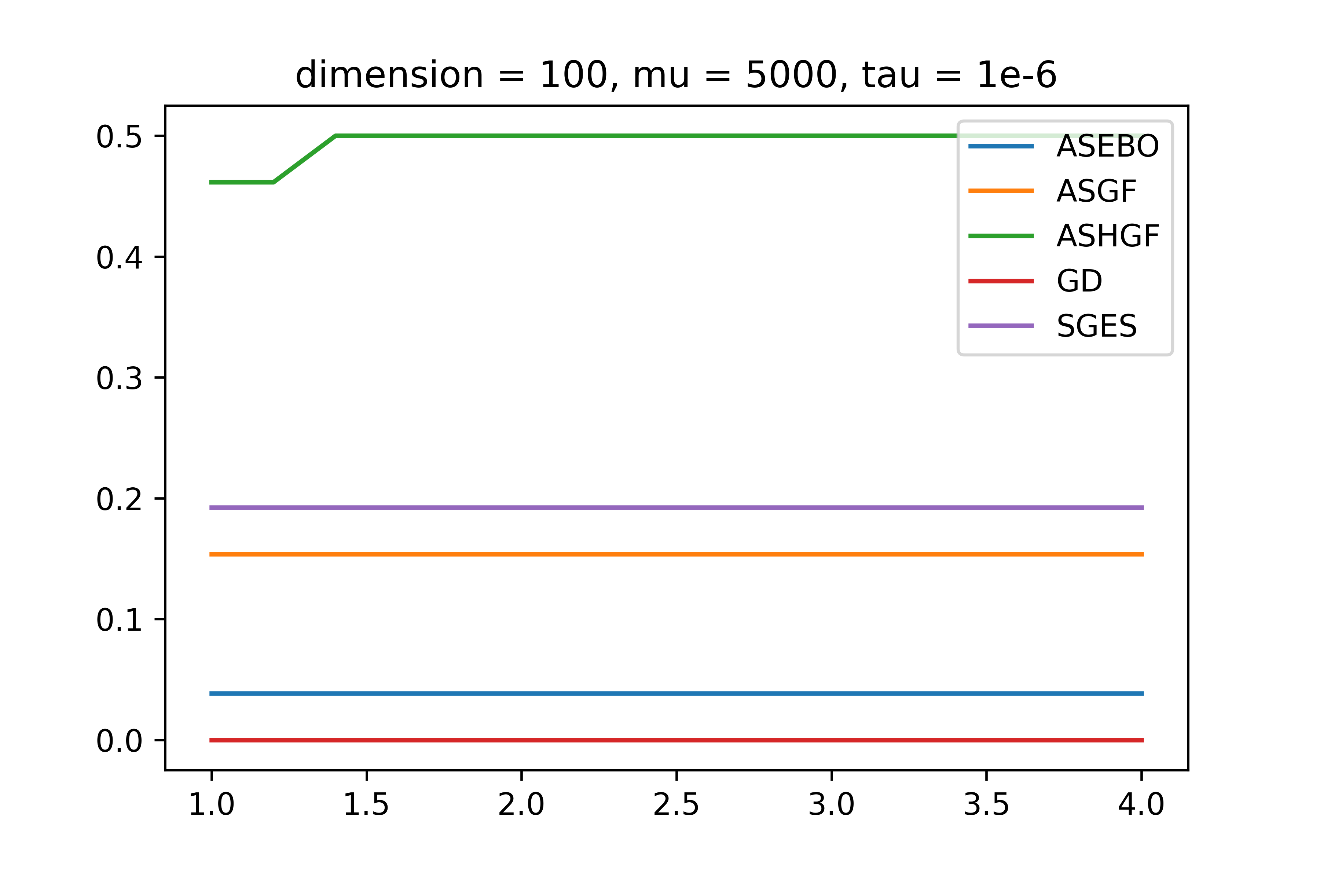 dimension = 100, mu = 5000, tau = 1e-6
0.5
0.4
0.3
0.2
0.1
0.0
ASEBO
ASGF
ASHGF
GD
SGES
1.0 1.5 2.0 2.5 3.0 3.5 4.0